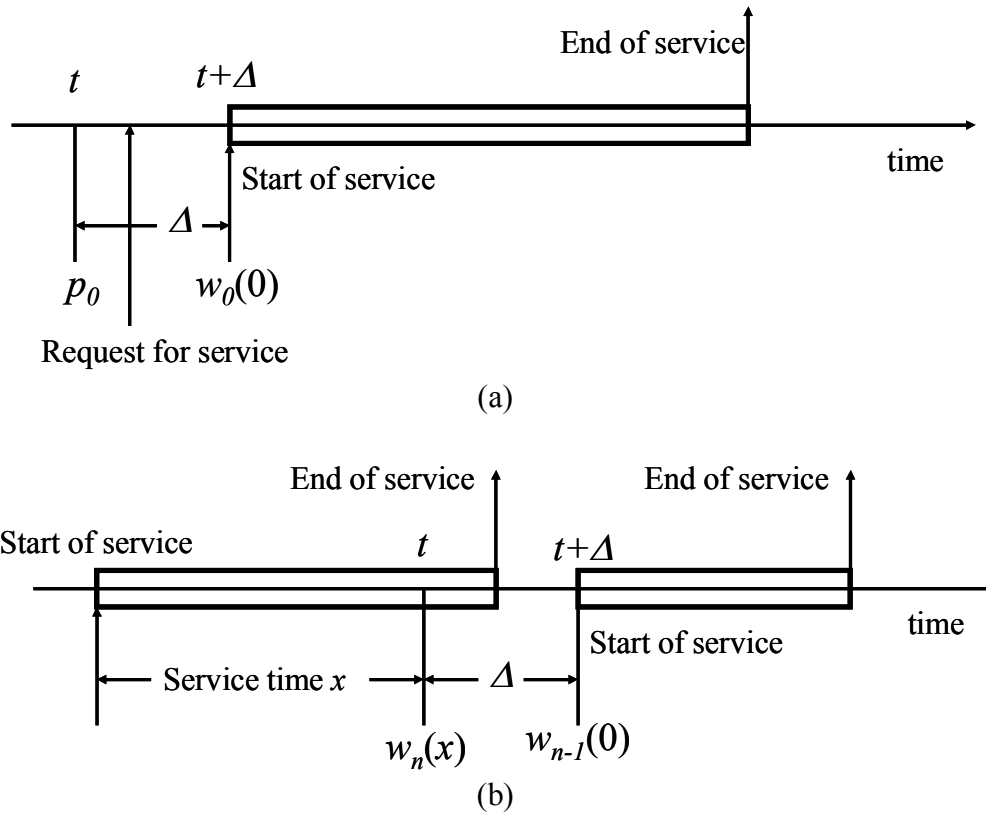 End of service
t
t+Δ
time
Start of service
Δ
p0
w0(0)
Request for service
(a)
End of service
End of service
Start of service
t
t+Δ
time
Start of service
Service time x
Δ
wn(x)
wn-1(0)
(b)